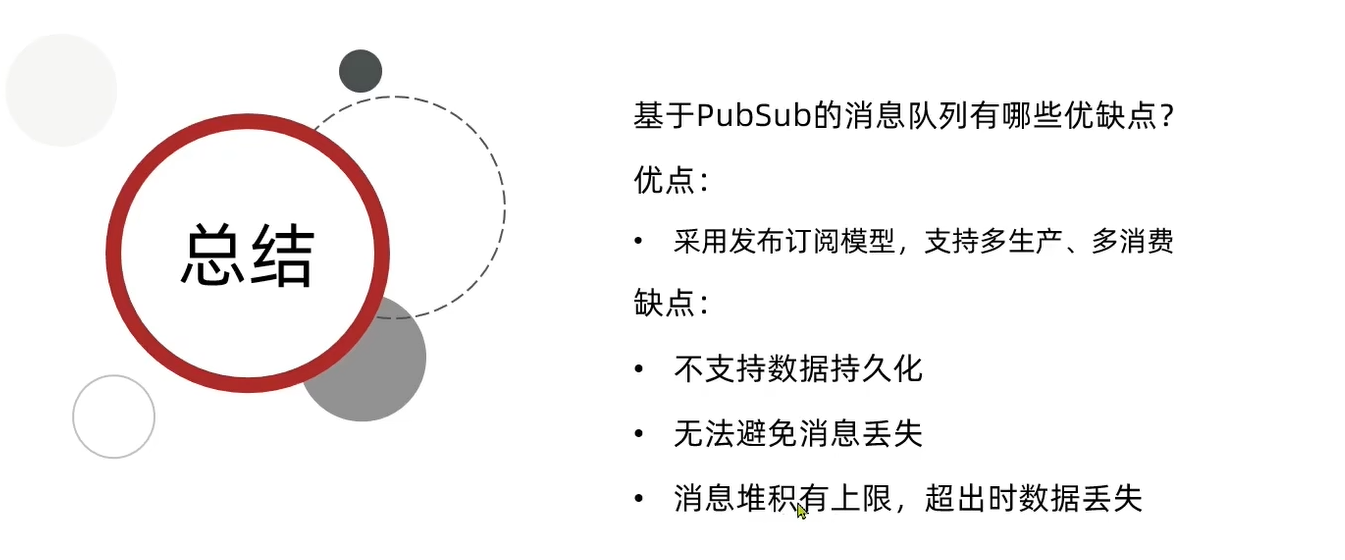 总结
基于PubSub的消息队列有哪些优缺点？
优点：
• 采用发布订阅模型，支持多生产、多消费
缺点：
• 不支持数据持久化
• 无法避免消息丢失
• 消息堆积有上限，超出时数据丢失